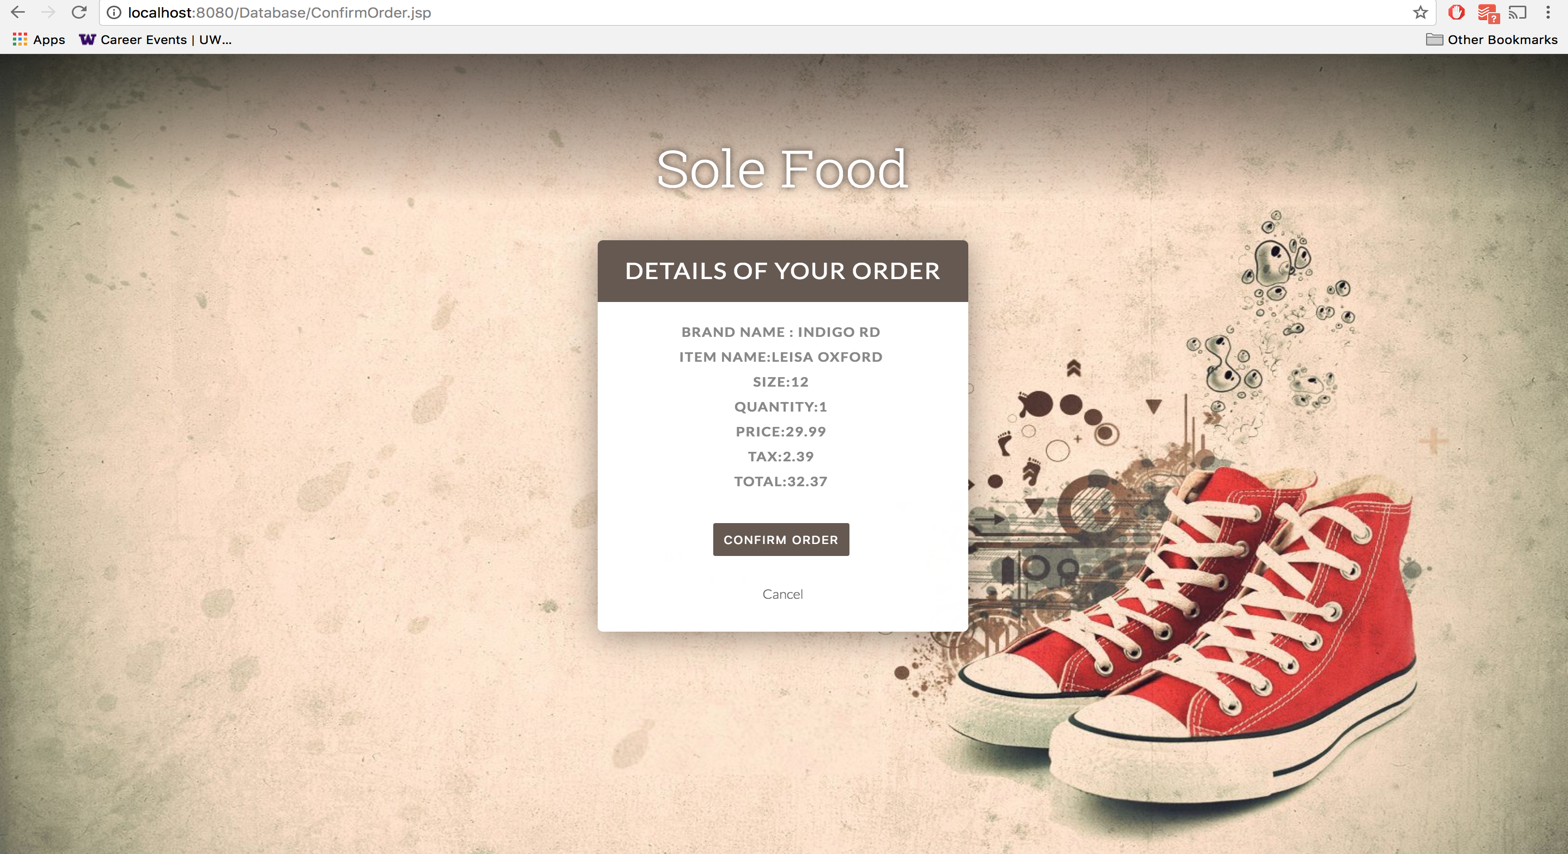 localhost:8080/Database/ConfirmOrder.jsp
Apps
Career Events | UW...
Other Bookmarks
Sole Food
DETAILS OF YOUR ORDER
BRAND NAME : INDIGO RD
ITEM NAME:LEISA OXFORD
SIZE:12
QUANTITY:1
PRICE:29.99
TAX:2.39
TOTAL:32.37
CONFIRM ORDER
Cancel